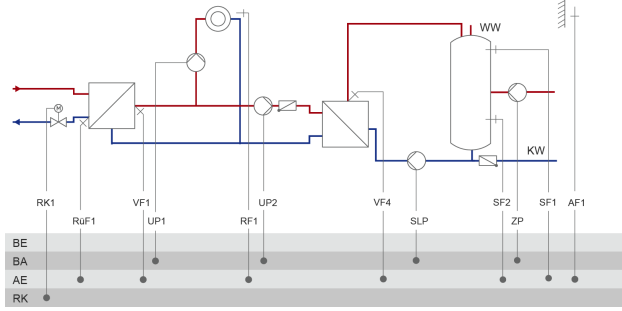 WW
M
KW
RK1 VF1 UP2 VF4 SF2 SF1 AF1
RüF1 UP1 RF1 SLP ZP
BE
BA
AE
RK